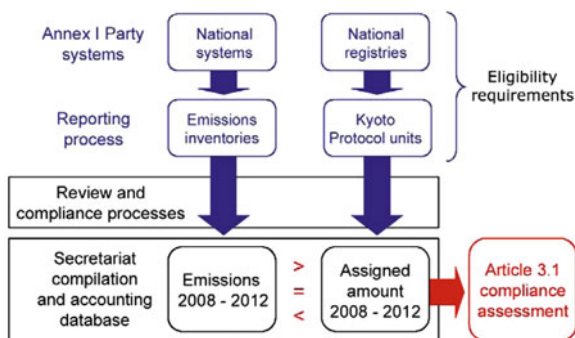 Annex I Party
systems
National
systems
National
registries
Eligibility
requirements
Reporting
process
Emissions
inventories
Kyoto
Protocol units
Review and
compliance processes
Secretariat
compilation
and accounting
database
Emissions
2008 - 2012
>
=
<
Assigned
amount
2008 - 2012
Article 3.1
compliance
assessment